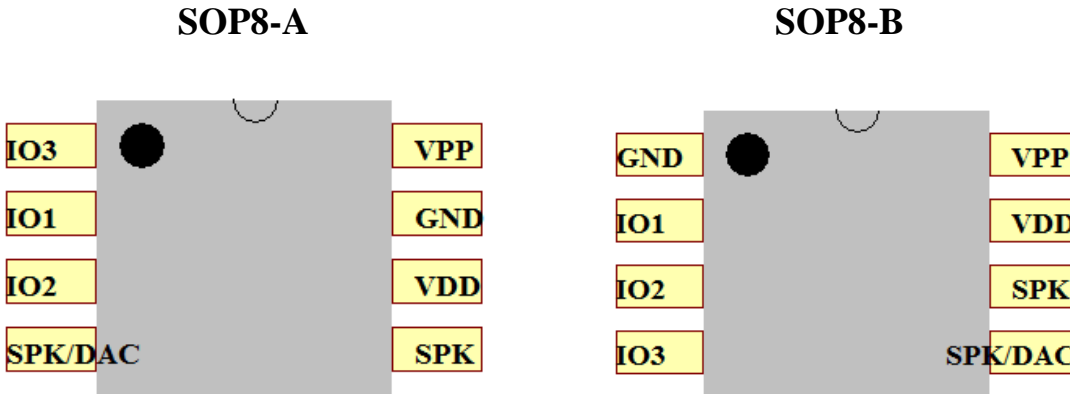 SOP8-A SOP8-B
IO3 VPP GND VPP
IO1 GND IO1 VDD
IO2 VDD IO2 SPK
SPK/DAC SPK IO3 SPK/DAC